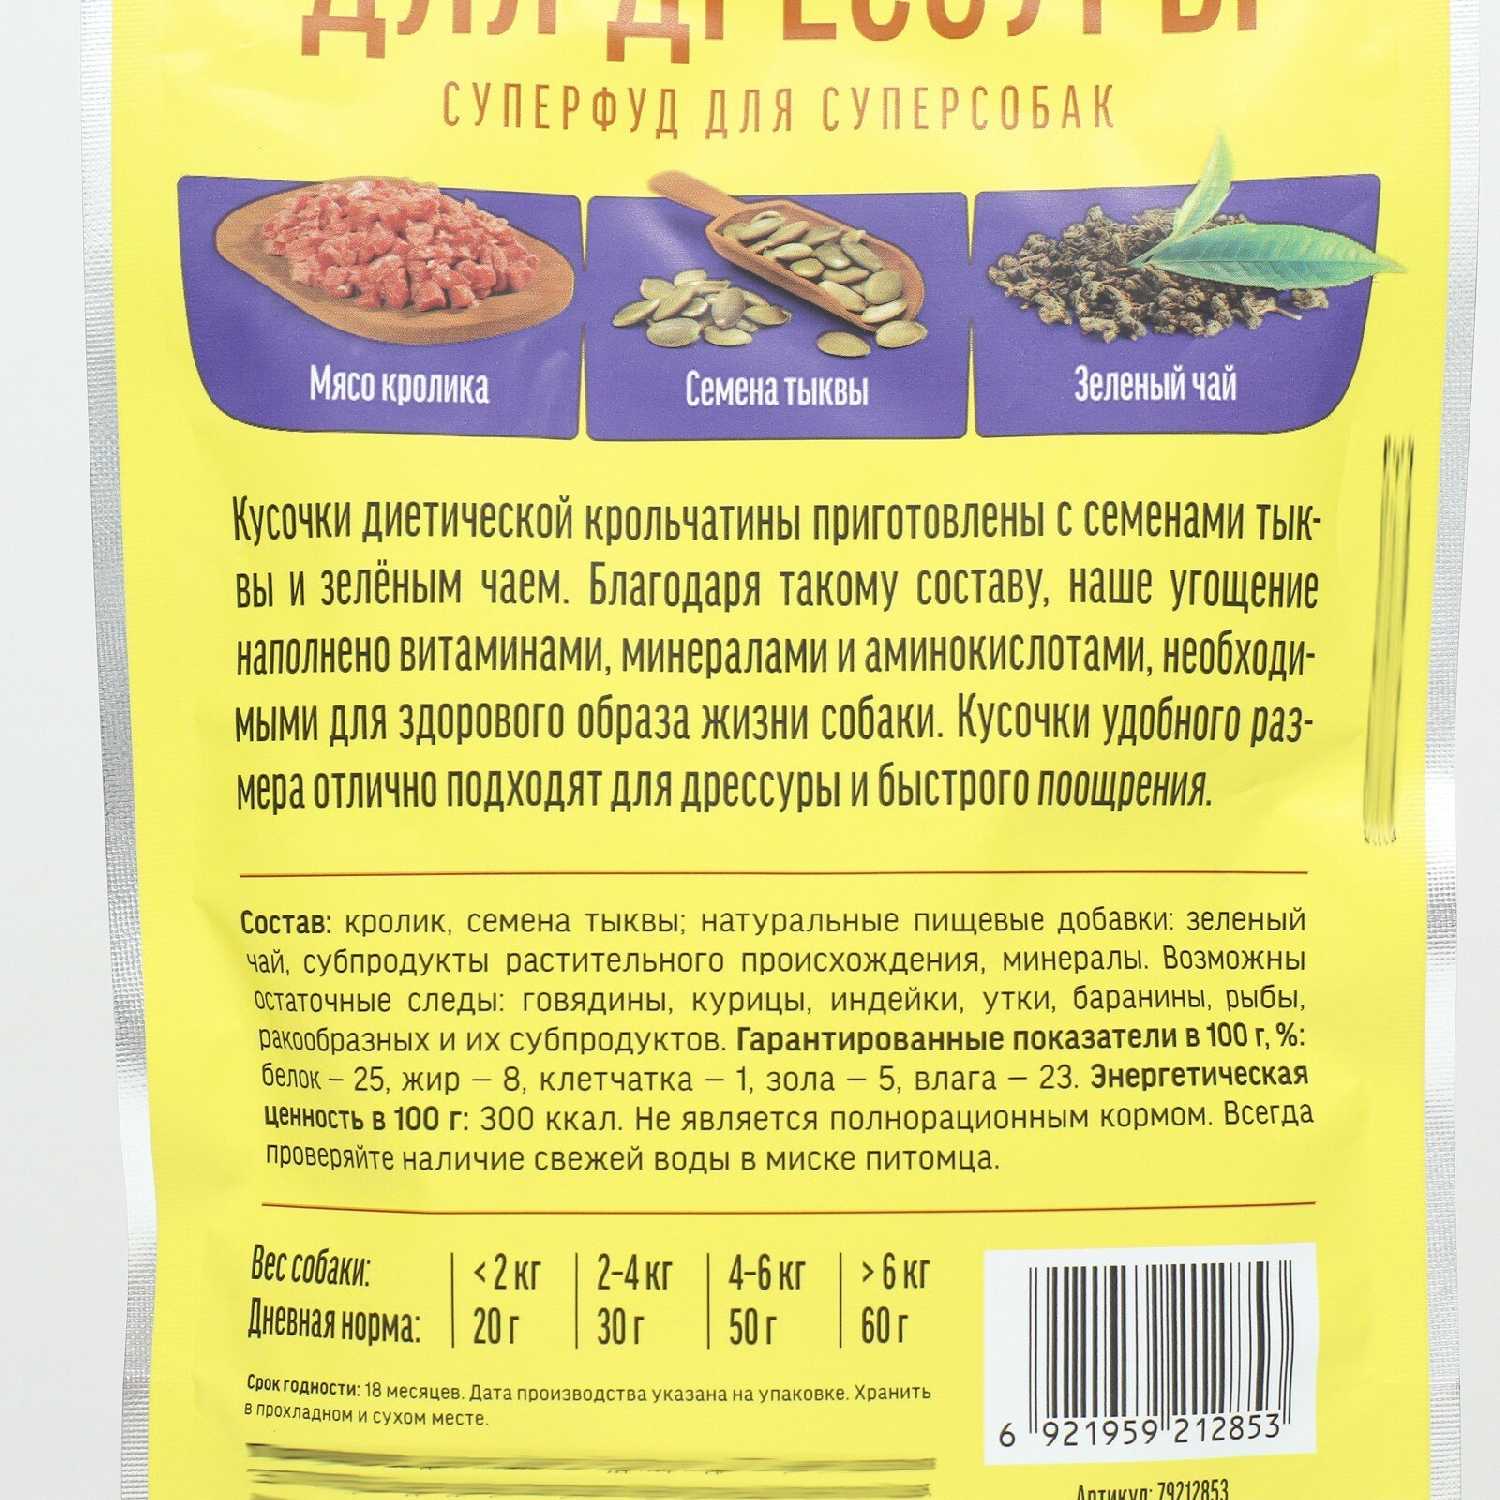 ДЛЯ ДРЕССУРЫ
СУПЕРФУД ДЛЯ СУПЕРСОБАК
Мясо кролика
Семена тыквы
Зеленый чай
Кусочки диетической крольчатины приготовлены с семенами тык-
вы и зелёным чаем. Благодаря такому составу, наше угощение
наполнено витаминами, минералами и аминокислотами, необходи-
мыми для здорового образа жизни собаки. Кусочки удобного раз-
мера отлично подходят для дрессуры и быстрого поощрения.
Состав: кролик, семена тыквы; натуральные пищевые добавки: зеленый
чай, субпродукты растительного происхождения, минералы. Возможны
остаточные следы: говядины, курицы, индейки, утки, баранины, рыбы,
ракообразных и их субпродуктов. Гарантированные показатели в 100 г, %:
белок – 25, жир – 8, клетчатка – 1, зола – 5, влага – 23. Энергетическая
ценность в 100 г: 300 ккал. Не является полнорационным кормом. Всегда
проверяйте наличие свежей воды в миске питомца.
Вес собаки: < 2 кг 2-4 кг 4-6 кг > 6 кг
Дневная норма: 20 г 30 г 50 г 60 г
Срок годности: 18 месяцев. Дата производства указана на упаковке. Хранить
в прохладном и сухом месте.
6 921959 212853
Артикул: 79212853